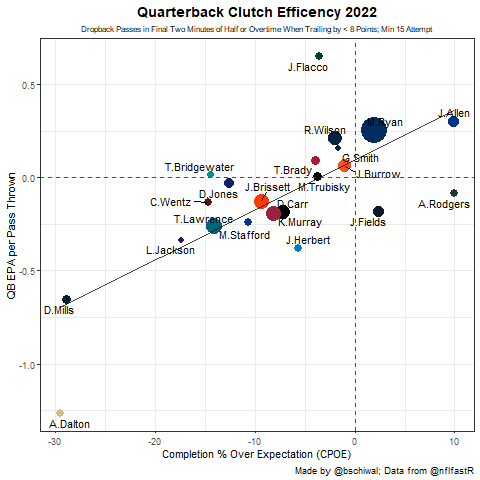 Quarterback Clutch Efficency 2022
Dropback Passes in Final Two Minutes of Half or Overtime When Trailing by < 8 Points; Min 15 Attempt
QB EPA per Pass Thrown
0.5
0.0
-0.5
-1.0
J.Flacco
J.Allen
M.Ryan
R.Wilson
G.Smith
T.Bridgewater
T.Brady
J.Burrow
D.Jones
J.Brissett
M.Trubisky
C.Wentz
D.Carr
A.Rodgers
T.Lawrence
K.Murray
J.Fields
M.Stafford
J.Herbert
L.Jackson
D.Mills
A.Dalton
-30
-20
-10
0
10
Completion % Over Expectation (CPOE)
Made by @bschiwal; Data from @nflfastR